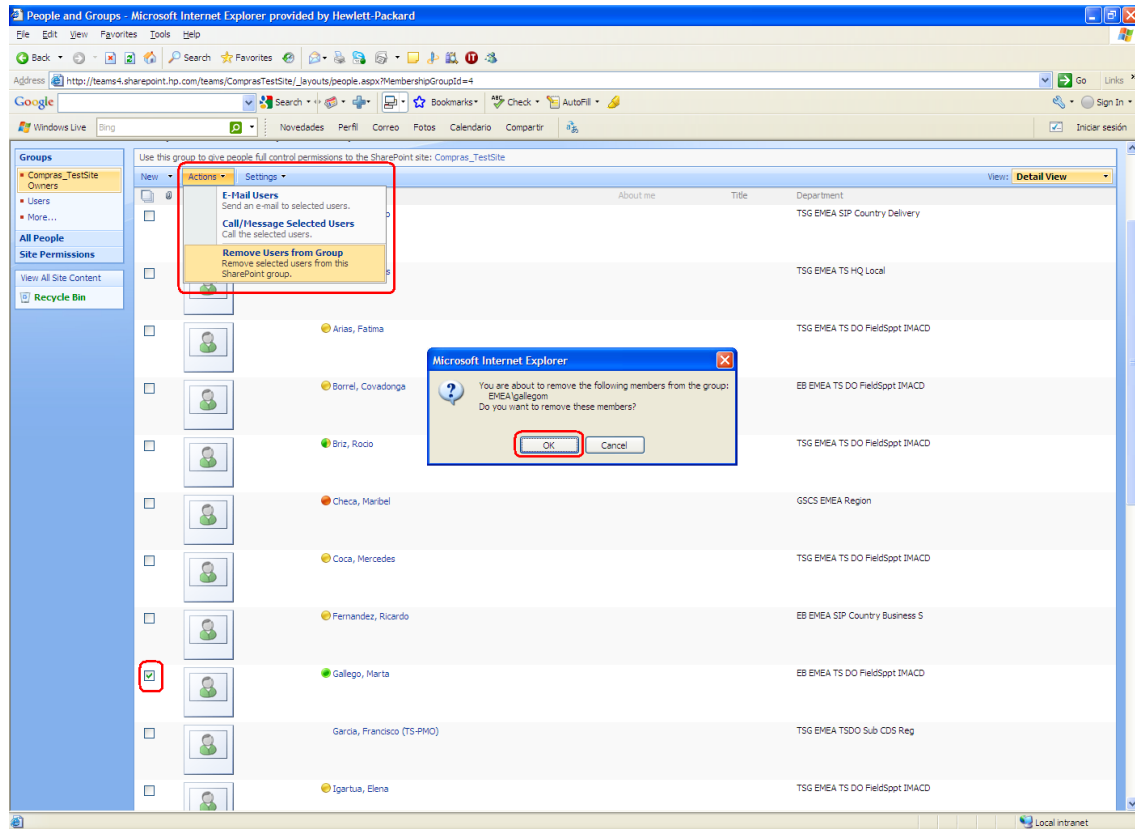 People and Groups - Microsoft Internet Explorer provided by Hewlett-Packard
File Edit View Favorites Tools Help
Back Search Favorites
Address http://teams4.sharepoint.hp.com/teams/ComprasTestSite/_layouts/people.aspx?MembershipGroupId=4 Go Links
Google Search Bookmarks Check AutoFill Sign In
Windows Live Bing Novedades Perfil Correo Fotos Calendario Compartir Iniciar sesión
Groups
Compras_TestSite Owners
Users
More...
All People
Site Permissions
View All Site Content
Recycle Bin
Use this group to give people full control permissions to the SharePoint site: Compras_TestSite
New Actions Settings View: Detail View
About me Title Department
E-Mail Users
Send an e-mail to selected users.
Call/Message Selected Users
Call the selected users.
Remove Users from Group
Remove selected users from this
SharePoint group.
TSG EMEA SIP Country Delivery
TSG EMEA TS HQ Local
Arias, Fatima TSG EMEA TS DO FieldSppt IMACD
Microsoft Internet Explorer
You are about to remove the following members from the group:
EMEA\gallegom
Do you want to remove these members?
OK Cancel
Borrel, Covadonga EB EMEA TS DO FieldSppt IMACD
Briz, Rocio TSG EMEA TS DO FieldSppt IMACD
Checa, Maribel GSCS EMEA Region
Coca, Mercedes TSG EMEA TS DO FieldSppt IMACD
Fernandez, Ricardo EB EMEA SIP Country Business S
Gallego, Marta EB EMEA TS DO FieldSppt IMACD
Garcia, Francisco (TS-PMO) TSG EMEA TSDO Sub CDS Reg
Igartua, Elena TSG EMEA TS DO FieldSppt IMACD
Local intranet